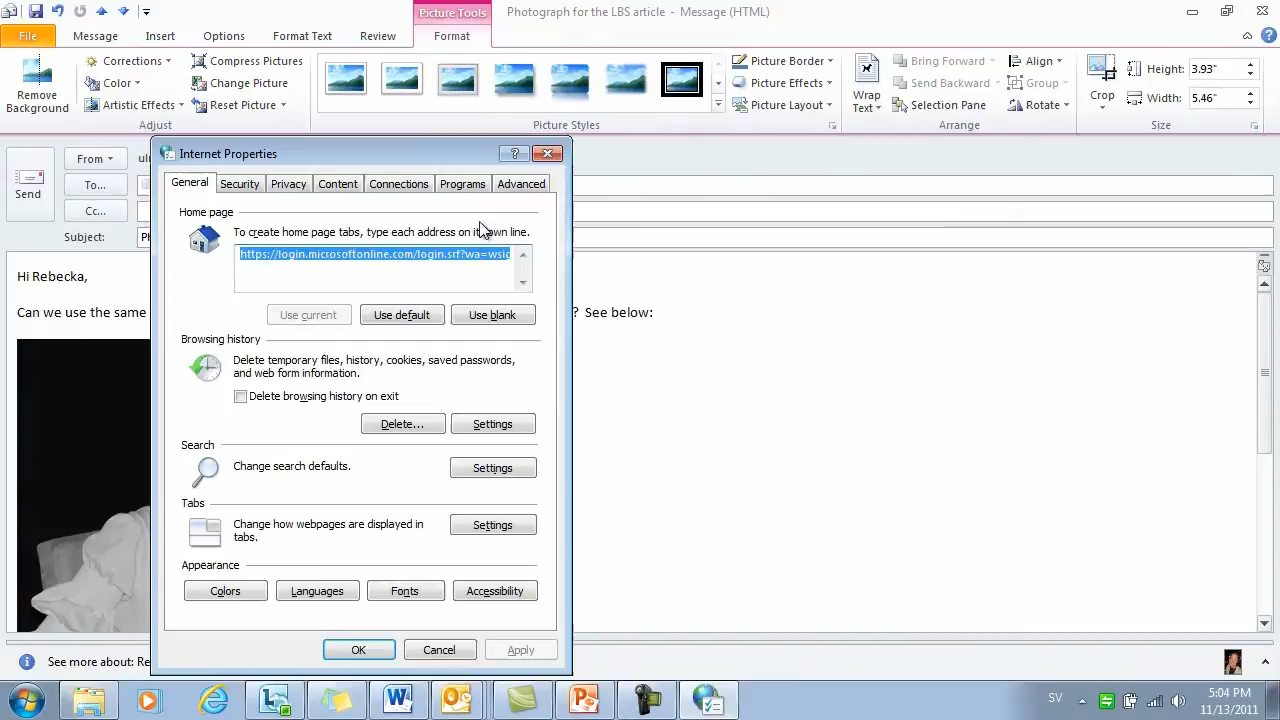 Picture Tools
Photograph for the LBS article - Message (HTML)
File
Message
Insert
Options
Format Text
Review
Format
Remove
Background
Corrections
Color
Artistic Effects
Compress Pictures
Change Picture
Reset Picture
Adjust
Picture Styles
Picture Border
Picture Effects
Picture Layout
Wrap
Text
Bring Forward
Send Backward
Selection Pane
Align
Group
Rotate
Arrange
Crop
Height: 3.93"
Width: 5.46"
Size
Send
From
To...
Cc...
Subject:
Hi Rebecka,
Can we use the same
? See below:
Internet Properties
General
Security
Privacy
Content
Connections
Programs
Advanced
Home page
To create home page tabs, type each address on its own line.
https://login.microsoftonline.com/login.srf?wa=wsig
Use current
Use default
Use blank
Browsing history
Delete temporary files, history, cookies, saved passwords,
and web form information.
Delete browsing history on exit
Delete...
Settings
Search
Change search defaults.
Settings
Tabs
Change how webpages are displayed in
tabs.
Settings
Appearance
Colors
Languages
Fonts
Accessibility
OK
Cancel
Apply
See more about:
SV
5:04 PM
11/13/2011